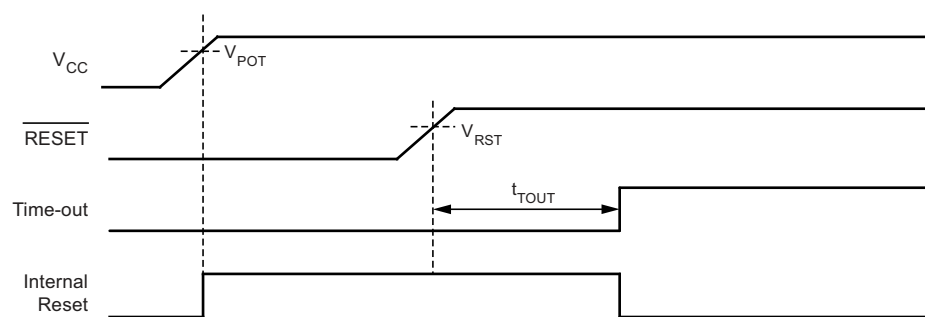 V_CC
V_POT
RESET
V_RST
Time-out
t_TOUT
Internal
Reset